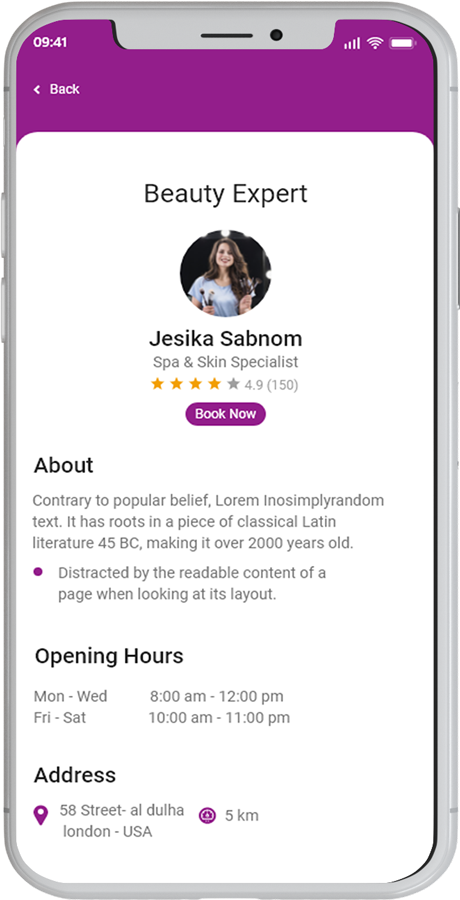 09:41
Back
Beauty Expert
Jesika Sabnom
Spa & Skin Specialist
4.9 (150)
Book Now
About
Contrary to popular belief, Lorem Inosimplyrandom
text. It has roots in a piece of classical Latin
literature 45 BC, making it over 2000 years old.
Distracted by the readable content of a
page when looking at its layout.
Opening Hours
Mon - Wed 8:00 am - 12:00 pm
Fri - Sat 10:00 am - 11:00 pm
Address
58 Street- al dulha
london - USA
5 km